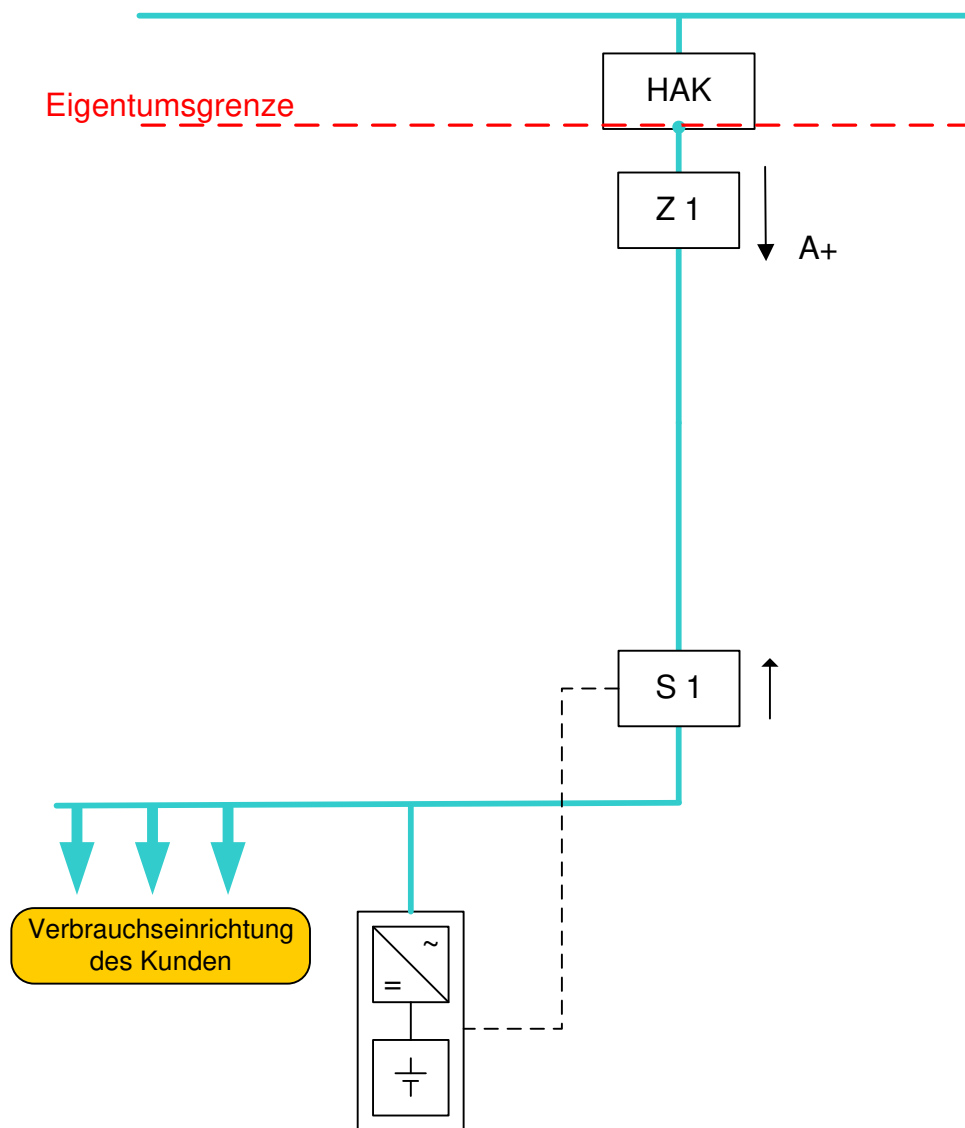 HAK
Eigentumsgrenze
Z 1
A+
S 1
Verbrauchseinrichtung
des Kunden
~
=